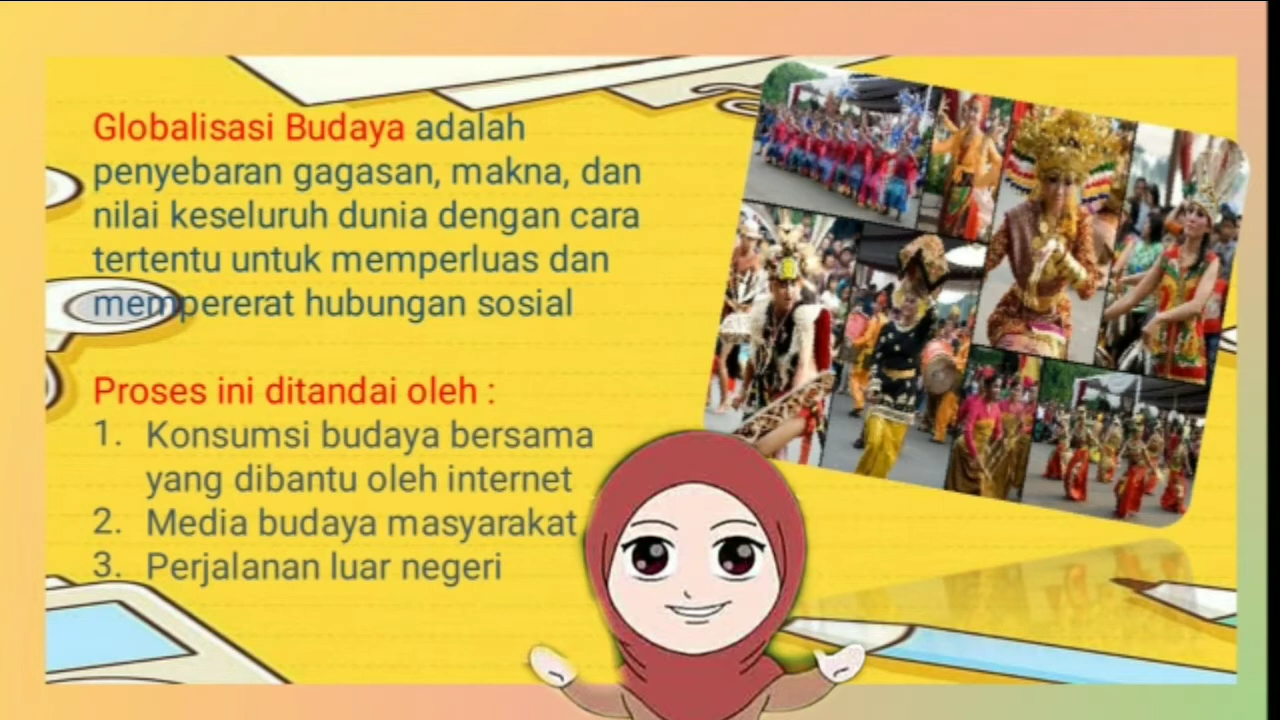 Globalisasi Budaya adalah
penyebaran gagasan, makna, dan
nilai keseluruh dunia dengan cara
tertentu untuk memperluas dan
mempererat hubungan sosial
Proses ini ditandai oleh :
1. Konsumsi budaya bersama
yang dibantu oleh internet
2. Media budaya masyarakat
3. Perjalanan luar negeri